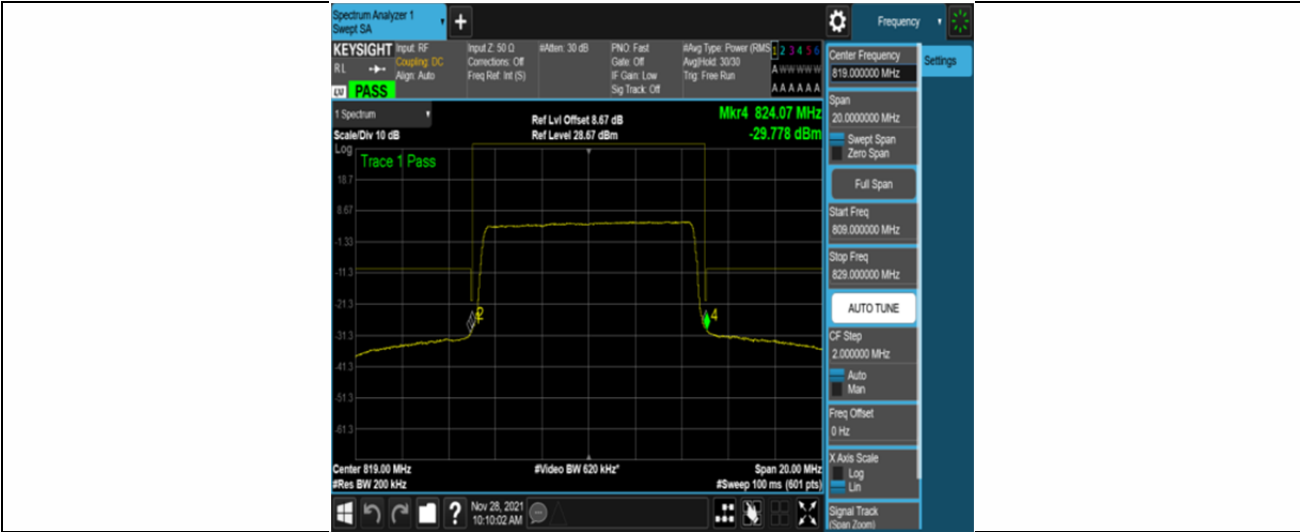 Spectrum Analyzer 1
Swept SA
Frequency
KEYSIGHT
R L
PASS
Input: RF
Coupling: DC
Align: Auto
Input Z: 50 Ω
Corrections: Off
Freq Ref: Int (S)
#Atten: 30 dB
PNO: Fast
Gate: Off
IF Gain: Low
Sig Track: Off
#Avg Type: Power (RMS
Avg|Hold: 30/30
Trig: Free Run
1 2 3 4 5 6
A W W W W W
A A A A A A
1 Spectrum
Scale/Div 10 dB
Ref Lvl Offset 8.67 dB
Ref Level 28.67 dBm
Mkr4 824.07 MHz
-29.778 dBm
Log
Trace 1 Pass
18.7
8.67
-1.33
-11.3
-21.3
-31.3
-41.3
-51.3
-61.3
2
4
Center 819.00 MHz
#Res BW 200 kHz
#Video BW 620 kHz*
Span 20.00 MHz
#Sweep 100 ms (601 pts)
Nov 28, 2021
10:10:02 AM
Center Frequency
819.000000 MHz
Settings
Span
20.0000000 MHz
Swept Span
Zero Span
Full Span
Start Freq
809.000000 MHz
Stop Freq
829.000000 MHz
AUTO TUNE
CF Step
2.000000 MHz
Auto
Man
Freq Offset
0 Hz
X Axis Scale
Log
Lin
Signal Track
(Span Zoom)